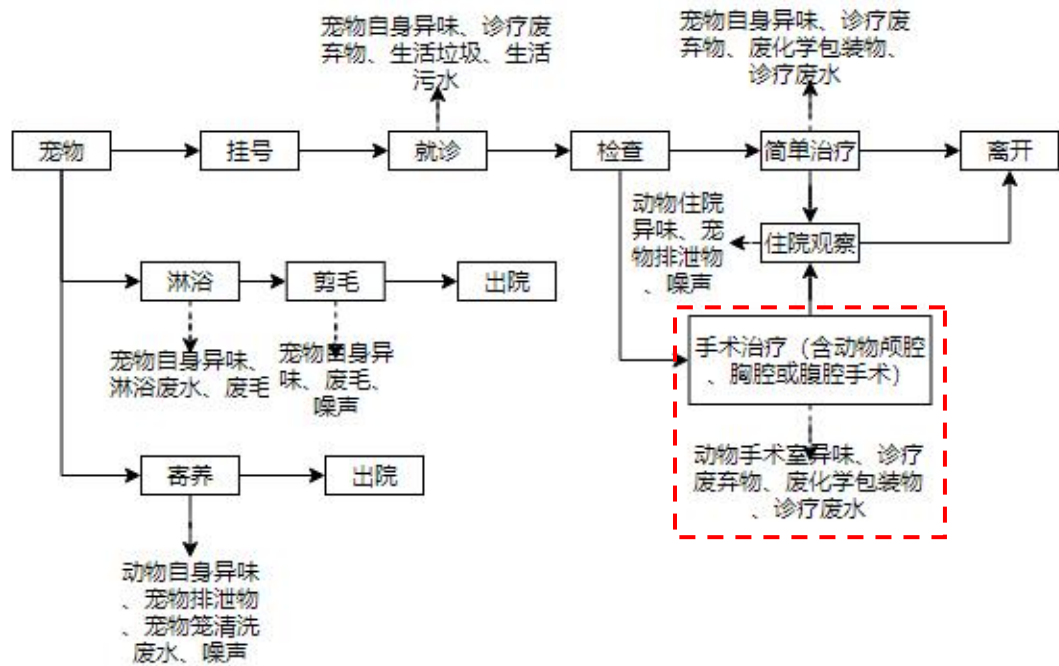 宠物自身异味、诊疗废
弃物、生活垃圾、生活
污水
宠物自身异味、诊疗废
弃物、废化学包装物、
诊疗废水
宠物
挂号
就诊
检查
简单治疗
离开
动物住院
异味、宠
物排泄物
、噪声
住院观察
淋浴
剪毛
出院
宠物自身异味、
淋浴废水、废毛
宠物自身异
味、废毛、
噪声
手术治疗（含动物颅腔
、胸腔或腹腔手术）
动物手术室异味、诊疗
废弃物、废化学包装物
、诊疗废水
寄养
出院
动物自身异味
、宠物排泄物
、宠物笼清洗
废水、噪声